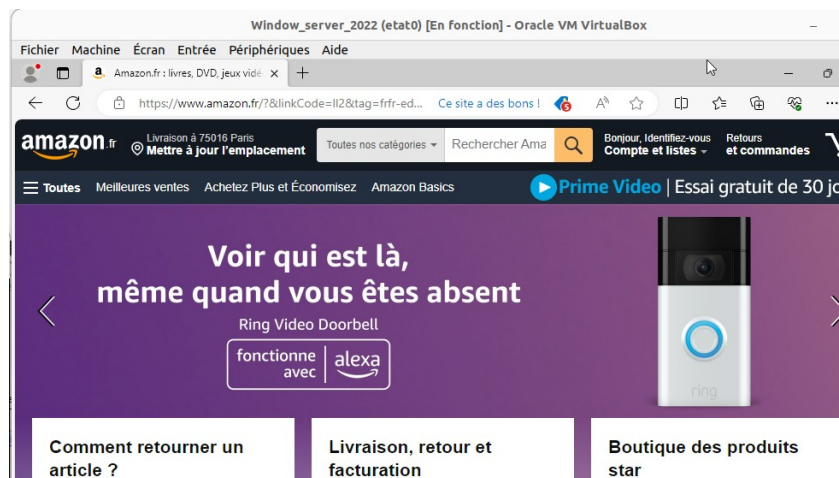 Window_server_2022 (etat0) [En fonction] - Oracle VM VirtualBox
Fichier Machine Écran Entrée Périphériques Aide
Amazon.fr : livres, DVD, jeux vidé
https://www.amazon.fr/?&linkCode=ll2&tag=frfr-ed... Ce site a des bons ! 6
amazon.fr
Livraison à 75016 Paris
Mettre à jour l'emplacement
Toutes nos catégories
Rechercher Ama
Bonjour, Identifiez-vous
Compte et listes
Retours
et commandes
Toutes Meilleures ventes Achetez Plus et Économisez Amazon Basics prime video | Essai gratuit de 30 jo
Voir qui est là,
même quand vous êtes absent
Ring Video Doorbell
fonctionne
avec
alexa
ring
Comment retourner un
article ?
Livraison, retour et
facturation
Boutique des produits
star